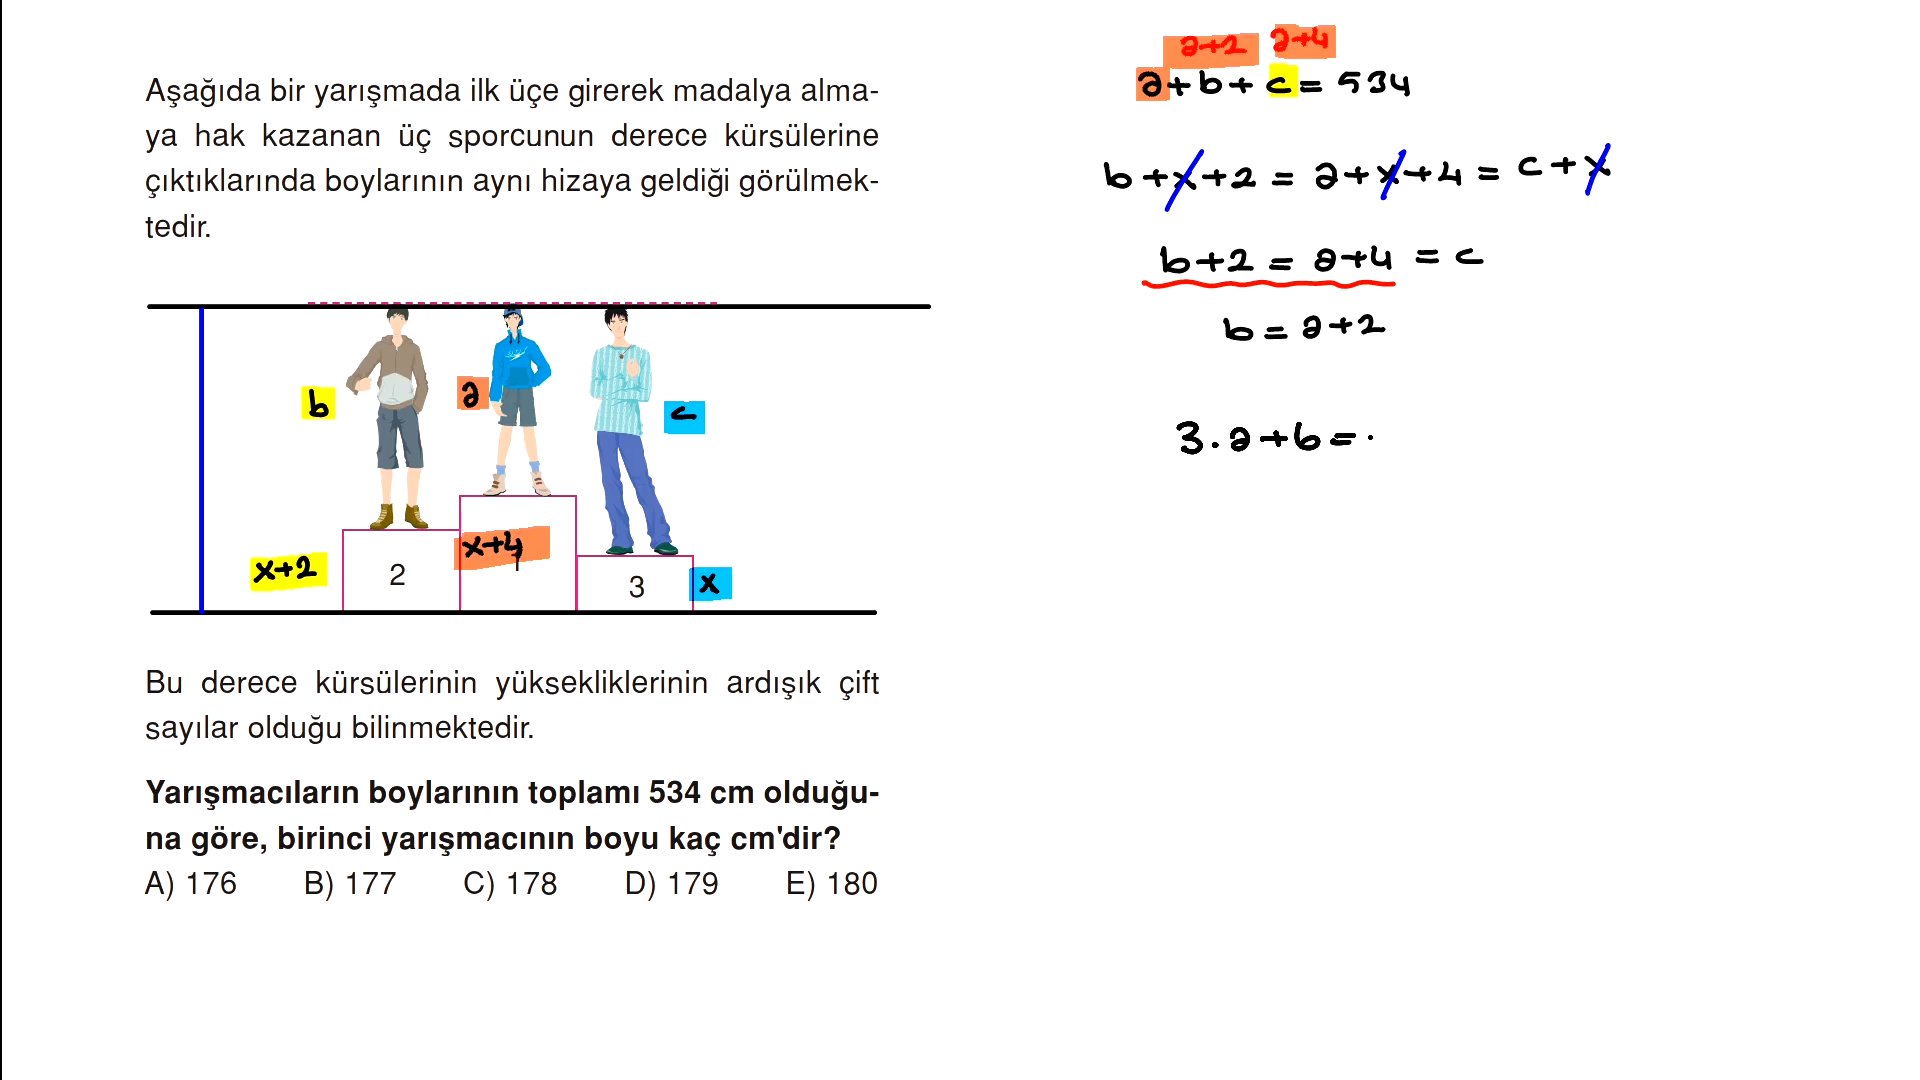 Aşağıda bir yarışmada ilk üçe girerek madalya alma-
ya hak kazanan üç sporcunun derece kürsülerine
çıktıklarında boylarının aynı hizaya geldiği görülmek-
tedir.
b
a
c
x+2
2
x+4
1
3
x
Bu derece kürsülerinin yüksekliklerinin ardışık çift
sayılar olduğu bilinmektedir.
Yarışmacıların boylarının toplamı 534 cm olduğu-
na göre, birinci yarışmacının boyu kaç cm'dir?
A) 176 B) 177 C) 178 D) 179 E) 180
a+2 a+4
a+b+c=534
b+x+2=a+x+4=c+x
b+2=a+4=c
b=a+2
3.a+6=